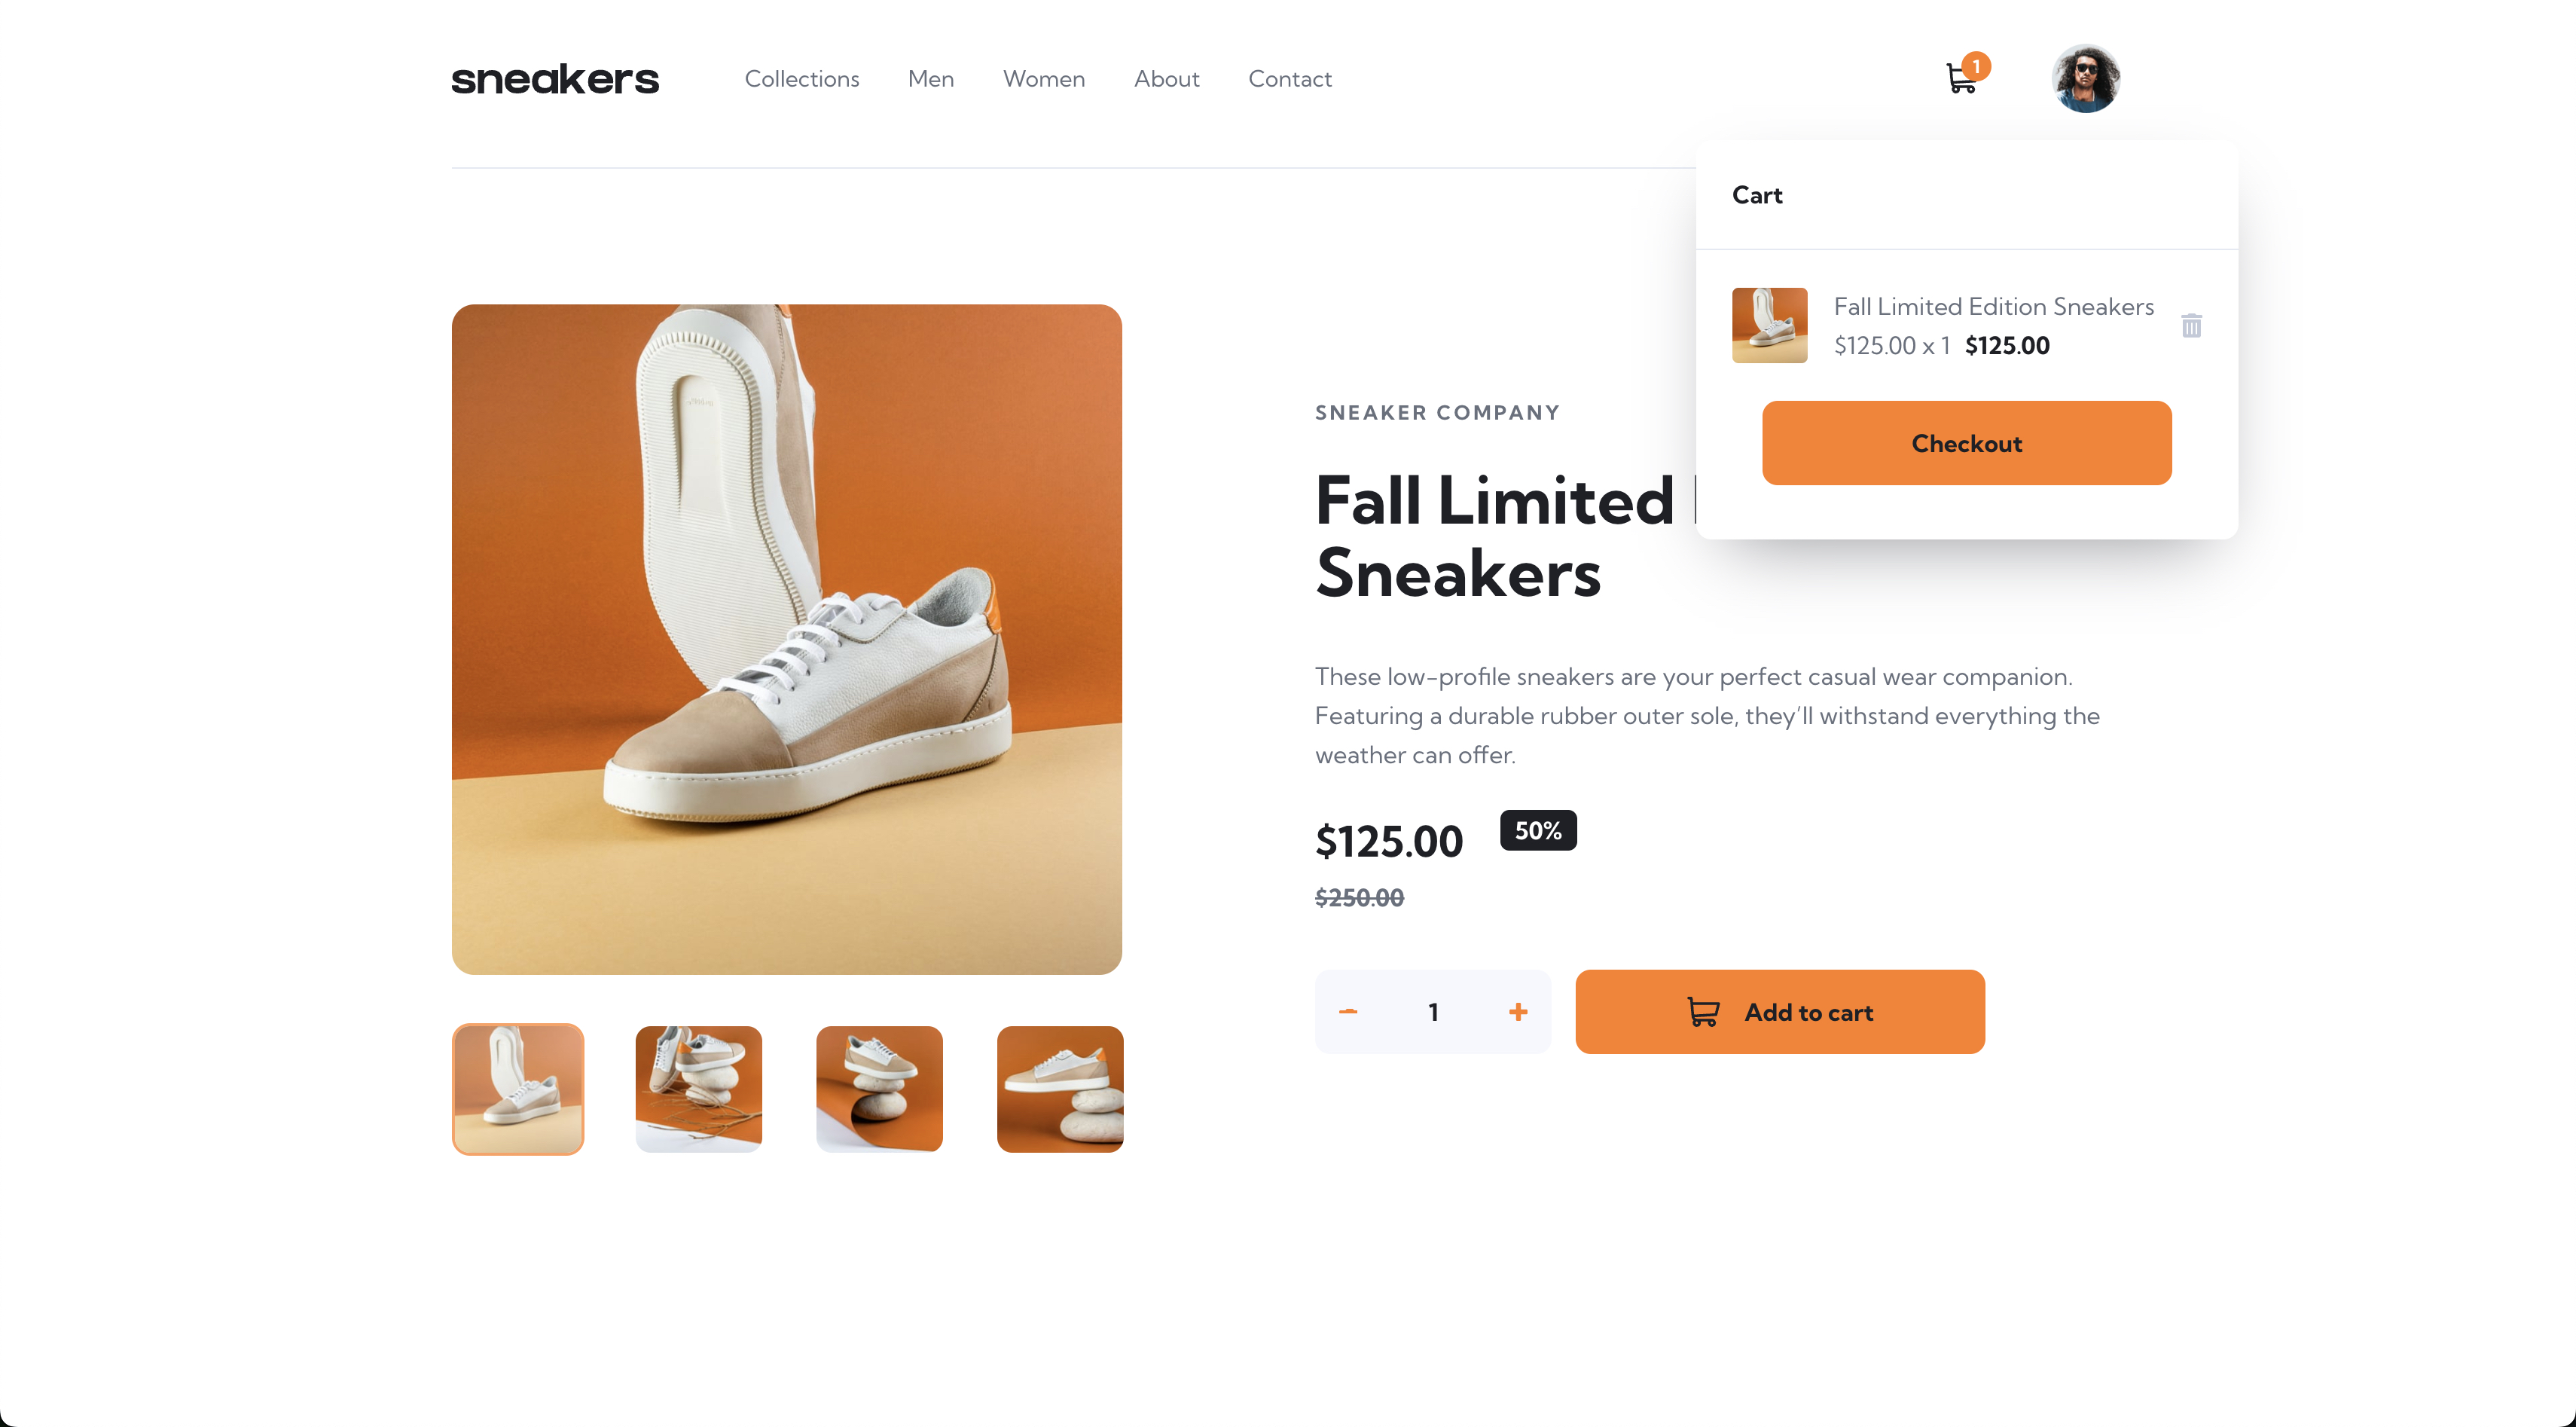 sneakers
Collections Men Women About Contact
1
Cart
Fall Limited Edition Sneakers
$125.00 x 1 $125.00
Checkout
SNEAKER COMPANY
Fall Limited
Sneakers
These low-profile sneakers are your perfect casual wear companion.
Featuring a durable rubber outer sole, they’ll withstand everything the
weather can offer.
$125.00 50%
$250.00
1
Add to cart